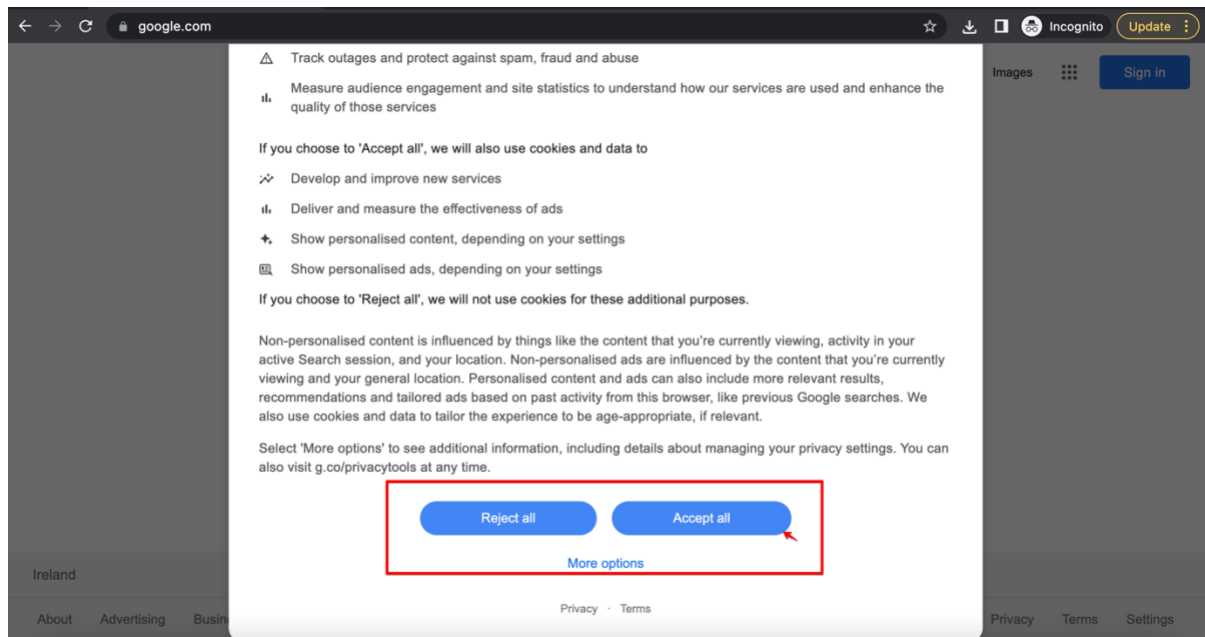 google.com
Incognito
Update
Track outages and protect against spam, fraud and abuse
Images
Sign in
Measure audience engagement and site statistics to understand how our services are used and enhance the
quality of those services
If you choose to 'Accept all', we will also use cookies and data to
Develop and improve new services
Deliver and measure the effectiveness of ads
Show personalised content, depending on your settings
Show personalised ads, depending on your settings
If you choose to 'Reject all', we will not use cookies for these additional purposes.
Non-personalised content is influenced by things like the content that you're currently viewing, activity in your
active Search session, and your location. Non-personalised ads are influenced by the content that you're currently
viewing and your general location. Personalised content and ads can also include more relevant results,
recommendations and tailored ads based on past activity from this browser, like previous Google searches. We
also use cookies and data to tailor the experience to be age-appropriate, if relevant.
Select 'More options' to see additional information, including details about managing your privacy settings. You can
also visit g.co/privacytools at any time.
Reject all
Accept all
More options
Ireland
Privacy · Terms
About
Advertising
Busin
Privacy
Terms
Settings